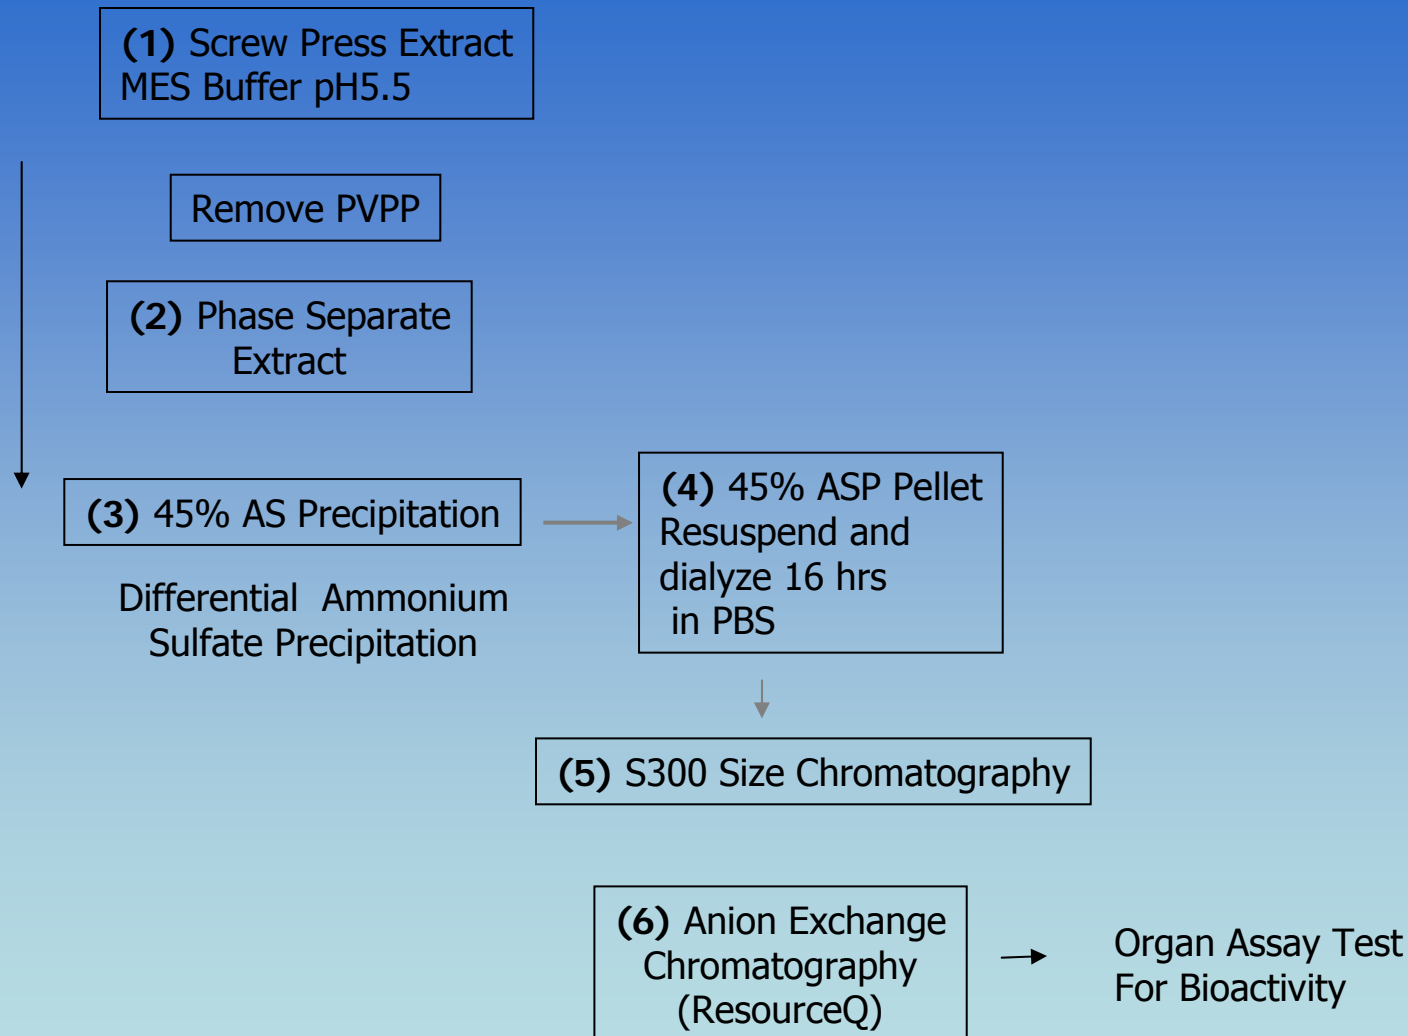 (1) Screw Press Extract
MES Buffer pH5.5
Remove PVPP
(2) Phase Separate
Extract
(3) 45% AS Precipitation
Differential Ammonium
Sulfate Precipitation
(4) 45% ASP Pellet
Resuspend and
dialyze 16 hrs
in PBS
(5) S300 Size Chromatography
(6) Anion Exchange
Chromatography
(ResourceQ)
Organ Assay Test
For Bioactivity